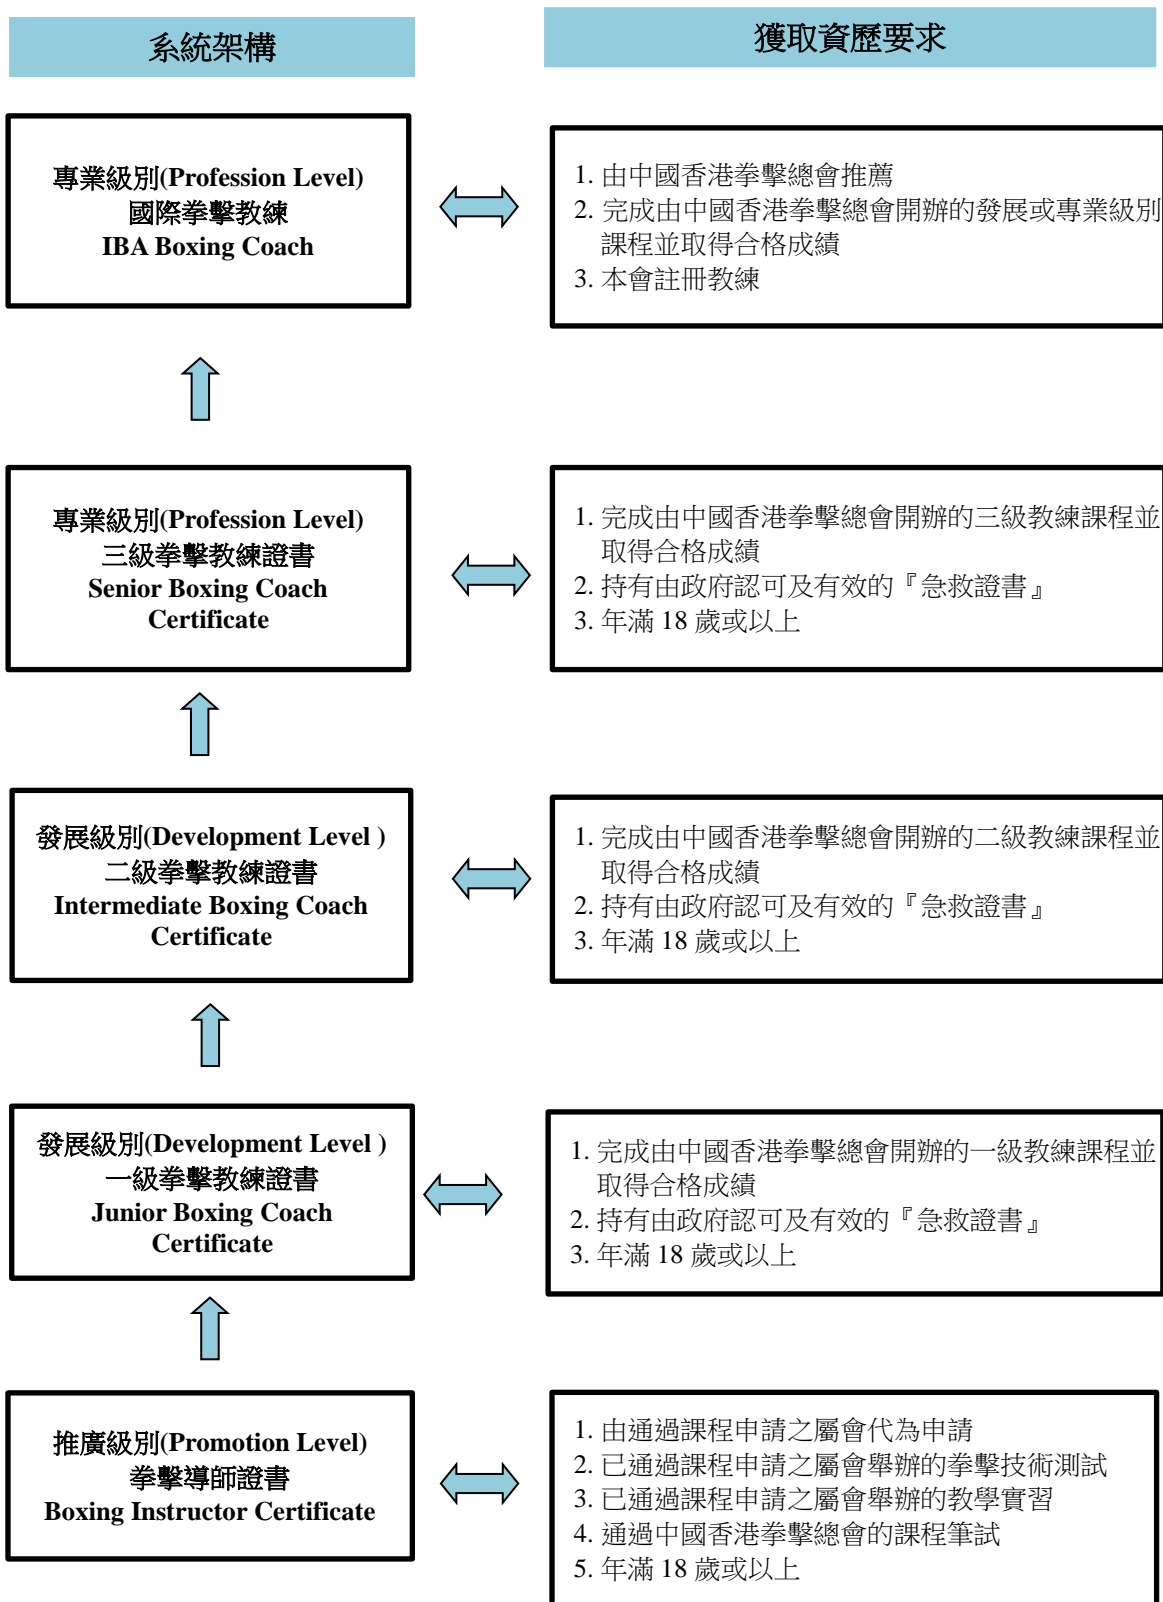 系統架構
獲取資歷要求
專業級別(Profession Level)
國際拳擊教練
IBA Boxing Coach
1. 由中國香港拳擊總會推薦
2. 完成由中國香港拳擊總會開辦的發展或專業級別
課程並取得合格成績
3. 本會註冊教練
專業級別(Profession Level)
三級拳擊教練證書
Senior Boxing Coach
Certificate
1. 完成由中國香港拳擊總會開辦的三級教練課程並
取得合格成績
2. 持有由政府認可及有效的『急救證書』
3. 年滿 18 歲或以上
發展級別(Development Level )
二級拳擊教練證書
Intermediate Boxing Coach
Certificate
1. 完成由中國香港拳擊總會開辦的二級教練課程並
取得合格成績
2. 持有由政府認可及有效的『急救證書』
3. 年滿 18 歲或以上
發展級別(Development Level )
一級拳擊教練證書
Junior Boxing Coach
Certificate
1. 完成由中國香港拳擊總會開辦的一級教練課程並
取得合格成績
2. 持有由政府認可及有效的『急救證書』
3. 年滿 18 歲或以上
推廣級別(Promotion Level)
拳擊導師證書
Boxing Instructor Certificate
1. 由通過課程申請之屬會代為申請
2. 已通過課程申請之屬會舉辦的拳擊技術測試
3. 已通過課程申請之屬會舉辦的教學實習
4. 通過中國香港拳擊總會的課程筆試
5. 年滿 18 歲或以上